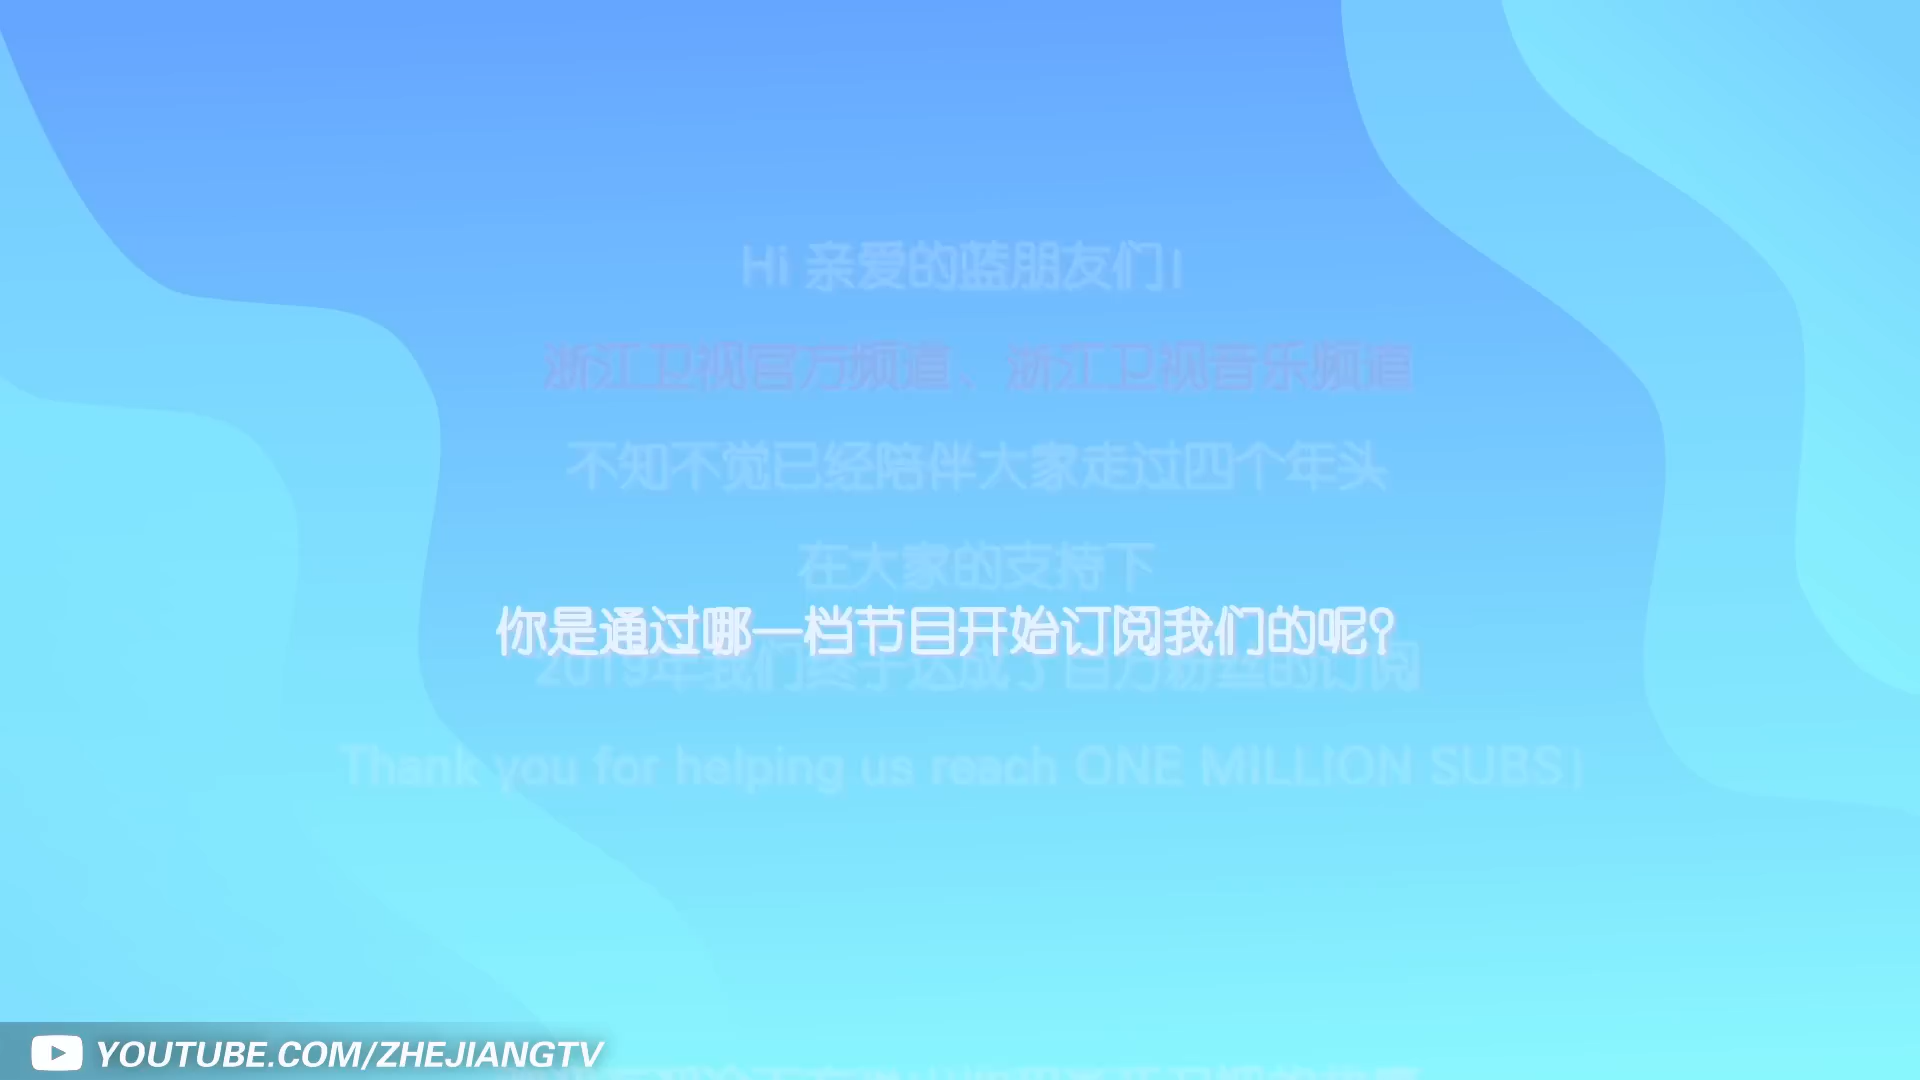 Hi 亲爱的蓝朋友们!
浙江卫视官方频道、浙江卫视音乐频道
不知不觉已经陪伴大家走过四个年头
在大家的支持下
你是通过哪一档节目开始订阅我们的呢?
2019年我们终于达成了百万粉丝的订阅
Thank you for helping us reach ONE MILLION SUBS!
YOUTUBE.COM/ZHEJIANGTV